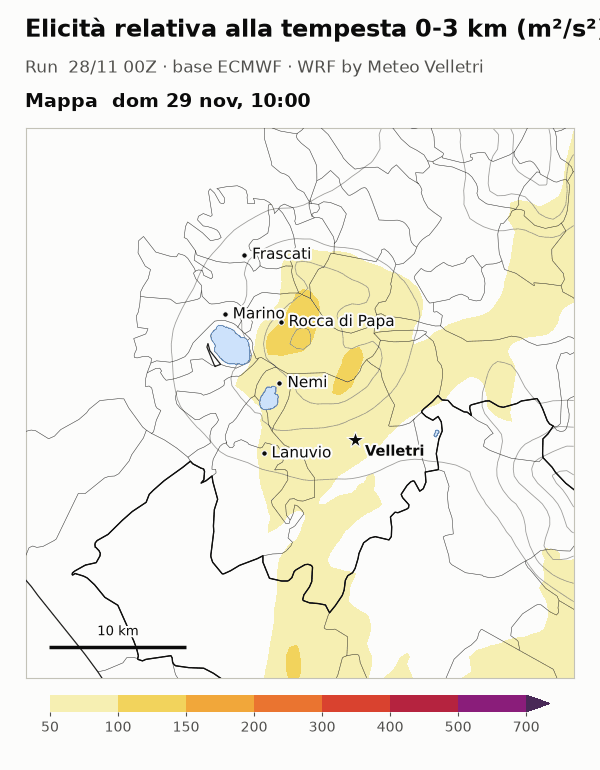 Elicità relativa alla tempesta 0-3 km (m²/s²)
Run  28/11 00Z · base ECMWF · WRF by Meteo Velletri
Mappa  dom 29 nov, 10:00
Frascati
Marino
Rocca di Papa
Nemi
Velletri
Lanuvio
10 km
50 100 150 200 300 400 500 700